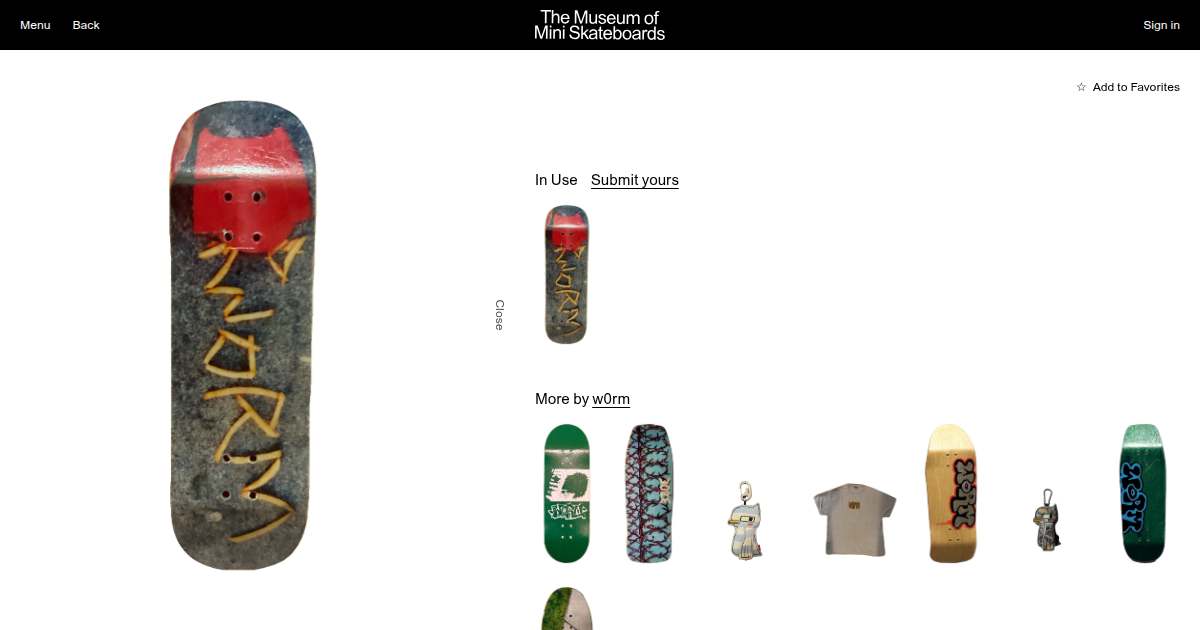 Menu
Back
The Museum of
Mini Skateboards
Sign in
☆ Add to Favorites
In Use
Submit yours
WORM
Close
More by w0rm